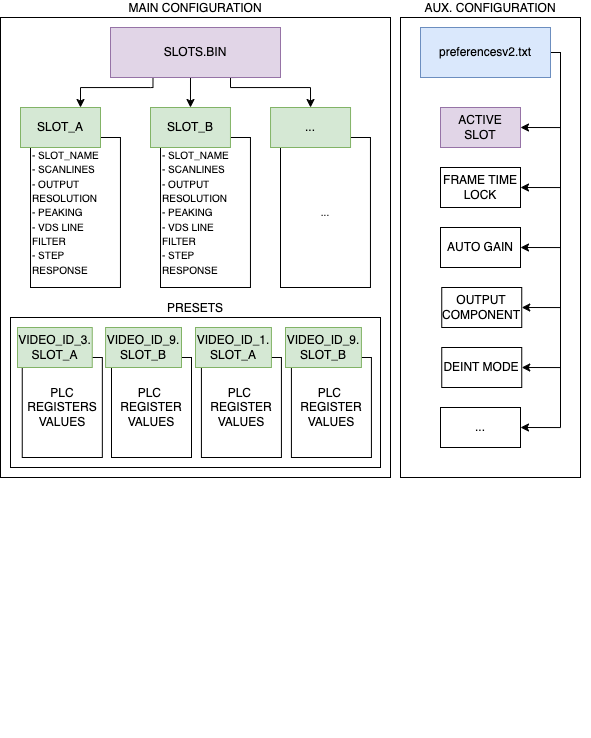 MAIN CONFIGURATION
SLOTS.BIN
SLOT_A
- SLOT_NAME
- SCANLINES
- OUTPUT
RESOLUTION
- PEAKING
- VDS LINE
FILTER
- STEP
RESPONSE
SLOT_B
- SLOT_NAME
- SCANLINES
- OUTPUT
RESOLUTION
- PEAKING
- VDS LINE
FILTER
- STEP
RESPONSE
...
...
PRESETS
VIDEO_ID_3.
SLOT_A
PLC
REGISTERS
VALUES
VIDEO_ID_9.
SLOT_B
PLC
REGISTER
VALUES
VIDEO_ID_1.
SLOT_A
PLC
REGISTER
VALUES
VIDEO_ID_9.
SLOT_B
PLC
REGISTER
VALUES
AUX. CONFIGURATION
preferencesv2.txt
ACTIVE
SLOT
FRAME TIME
LOCK
AUTO GAIN
OUTPUT
COMPONENT
DEINT MODE
...